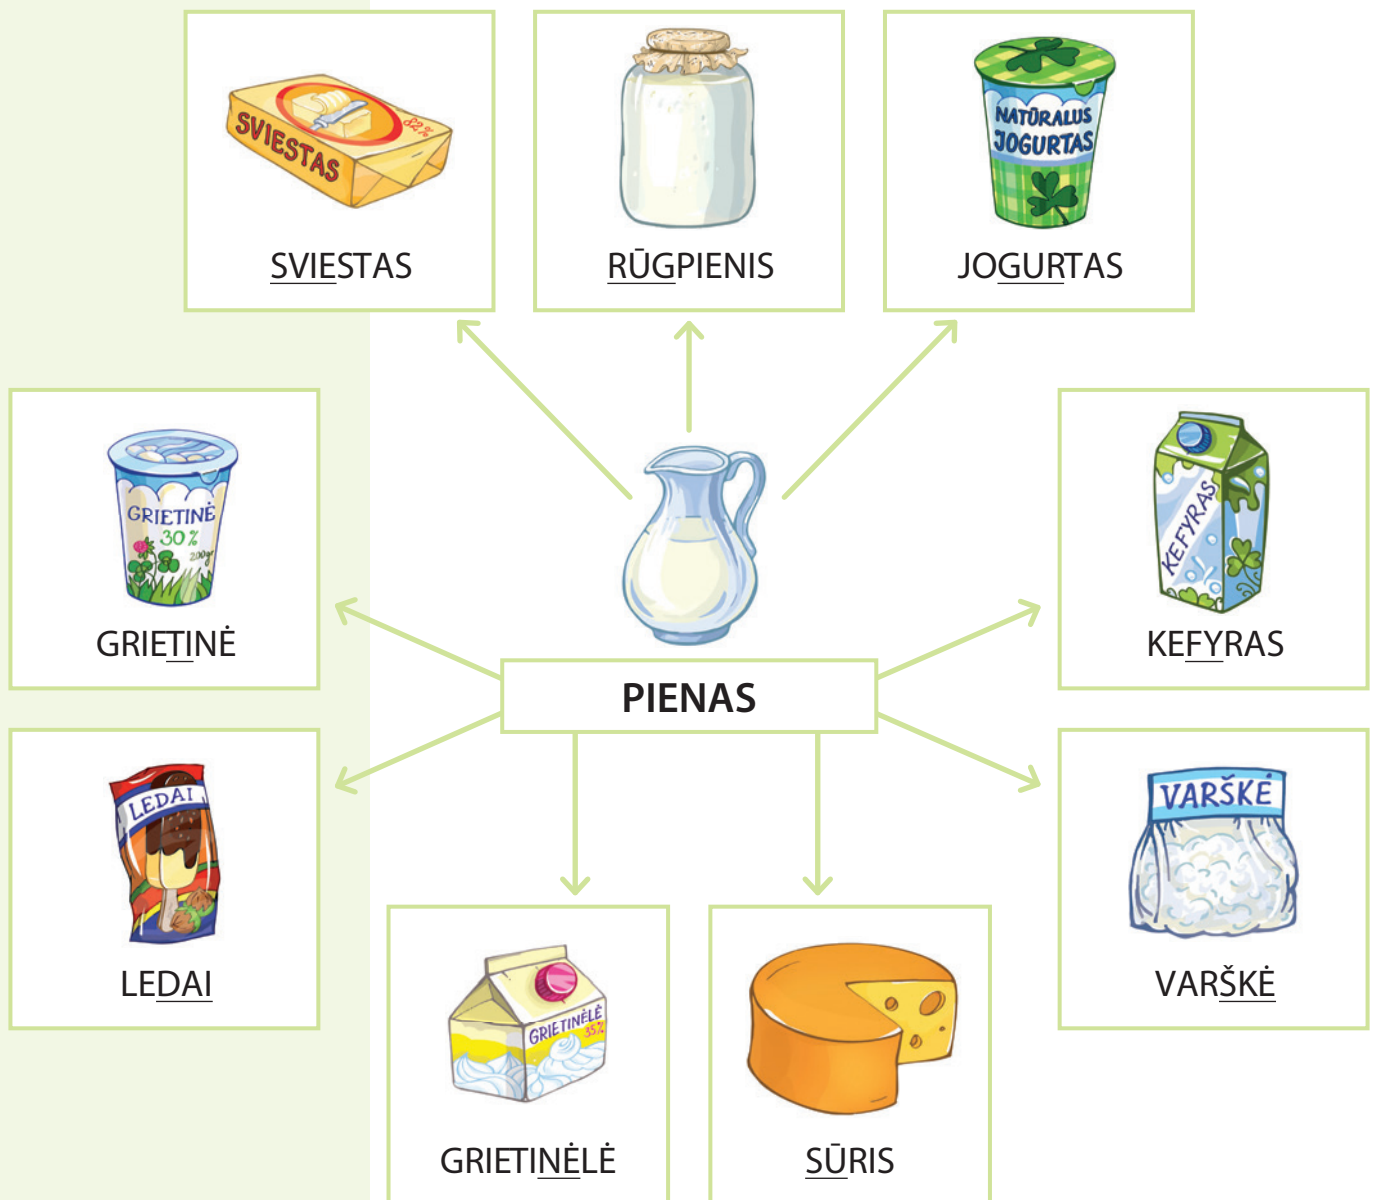 SVIESTAS
82%
SVIESTAS
RŪGPIENIS
NATŪRALUS
JOGURTAS
JOGURTAS
GRIETINĖ
30%
200gr
GRIETINĖ
KEFYRAS
KEFYRAS
PIENAS
LEDAI
LEDAI
VARŠKĖ
VARŠKĖ
GRIETINĖLĖ
35%
GRIETINĖLĖ
SŪRIS